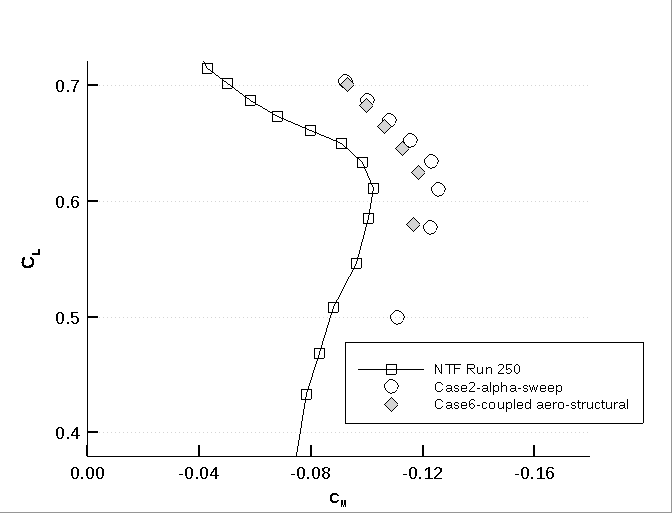 0.7
0.6
0.5
0.4
C_L
NTF Run 250
Case2-alpha-sweep
Case6-coupled aero-structural
0.00 -0.04 -0.08 -0.12 -0.16
C_M